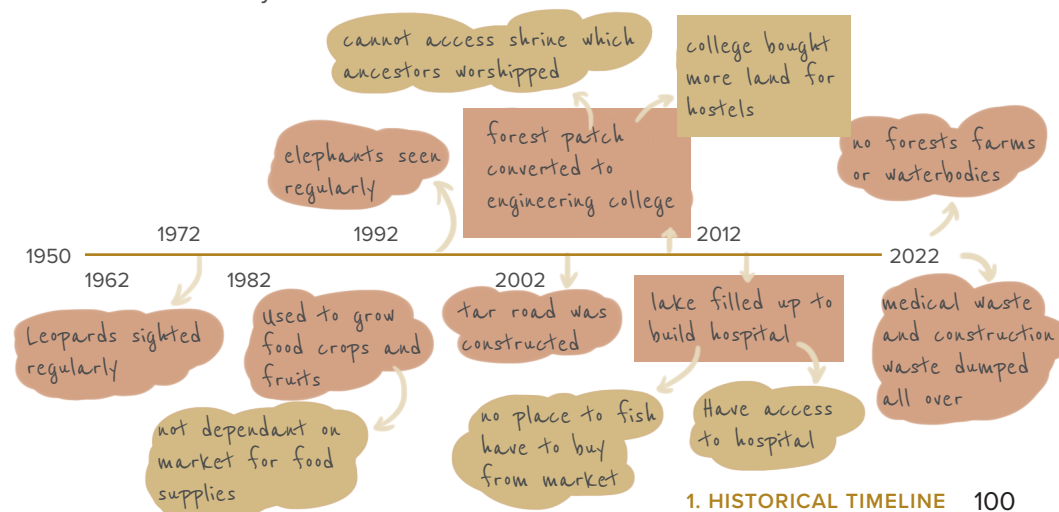 cannot access shrine which
ancestors worshipped
college bought
more land for
hostels
elephants seen
regularly
forest patch
converted to
engineering college
no forests farms
or waterbodies
1950
1962
1972
1982
1992
2002
2012
2022
Leopards sighted
regularly
used to grow
food crops and
fruits
tar road was
constructed
lake filled up to
build hospital
medical waste
and construction
waste dumped
all over
not dependant on
market for food
supplies
no place to fish
have to buy
from market
Have access
to hospital
1. HISTORICAL TIMELINE 100